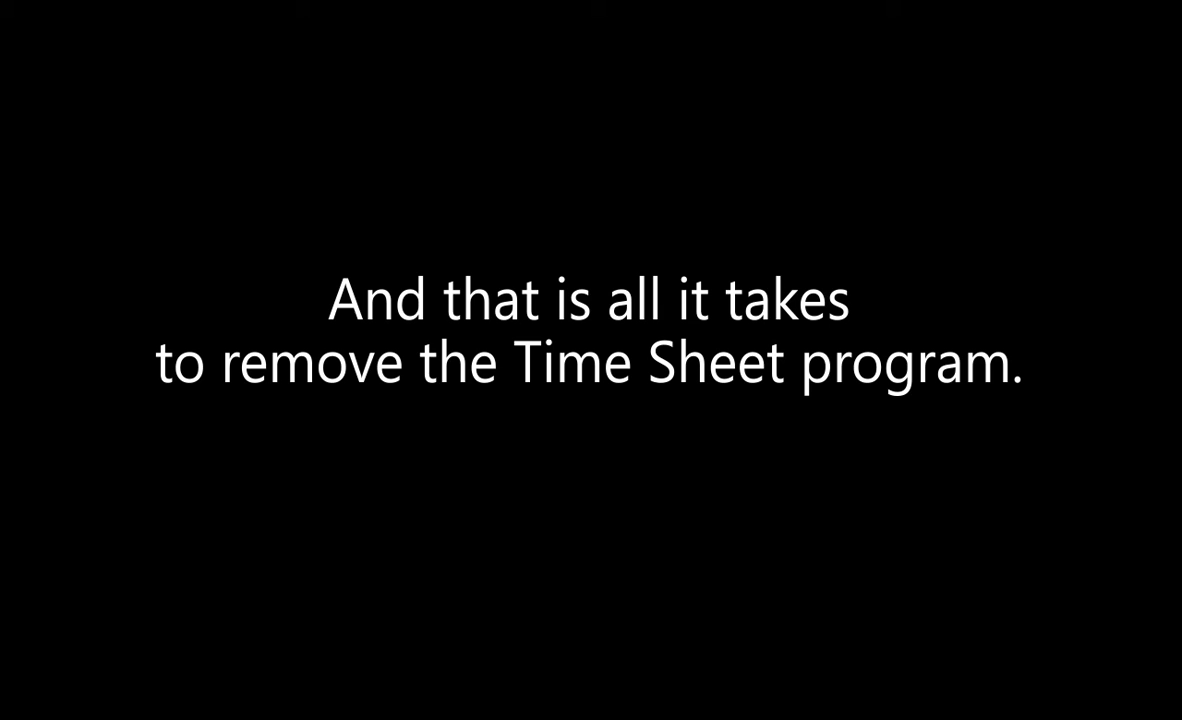 And that is all it takes
to remove the Time Sheet program.